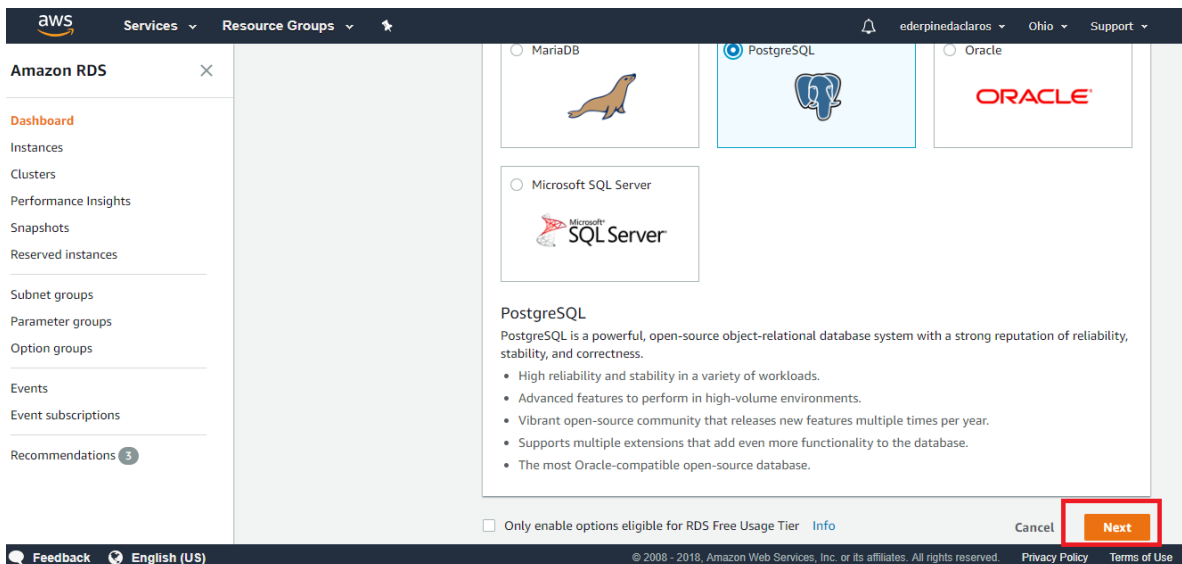 aws
Services
Resource Groups
ederpinedaclaros
Ohio
Support
Amazon RDS
Dashboard
Instances
Clusters
Performance Insights
Snapshots
Reserved instances
Subnet groups
Parameter groups
Option groups
Events
Event subscriptions
Recommendations 3
MariaDB
PostgreSQL
Oracle
ORACLE
Microsoft SQL Server
Microsoft
SQL Server
PostgreSQL
PostgreSQL is a powerful, open-source object-relational database system with a strong reputation of reliability,
stability, and correctness.
• High reliability and stability in a variety of workloads.
• Advanced features to perform in high-volume environments.
• Vibrant open-source community that releases new features multiple times per year.
• Supports multiple extensions that add even more functionality to the database.
• The most Oracle-compatible open-source database.
Only enable options eligible for RDS Free Usage Tier Info
Cancel
Next
Feedback
English (US)
© 2008 - 2018, Amazon Web Services, Inc. or its affiliates. All rights reserved.
Privacy Policy
Terms of Use